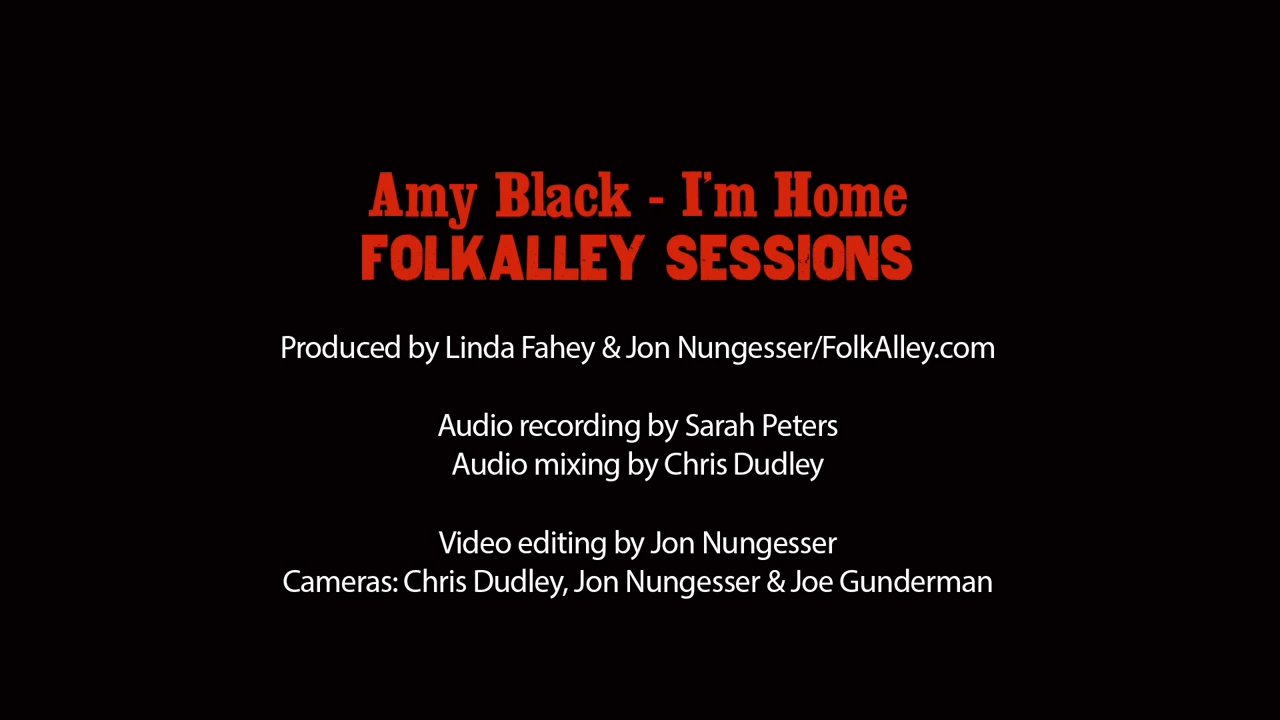 Amy Black - I'm Home
FOLKALLEY SESSIONS
Produced by Linda Fahey & Jon Nungesser/FolkAlley.com
Audio recording by Sarah Peters
Audio mixing by Chris Dudley
Video editing by Jon Nungesser
Cameras: Chris Dudley, Jon Nungesser & Joe Gunderman